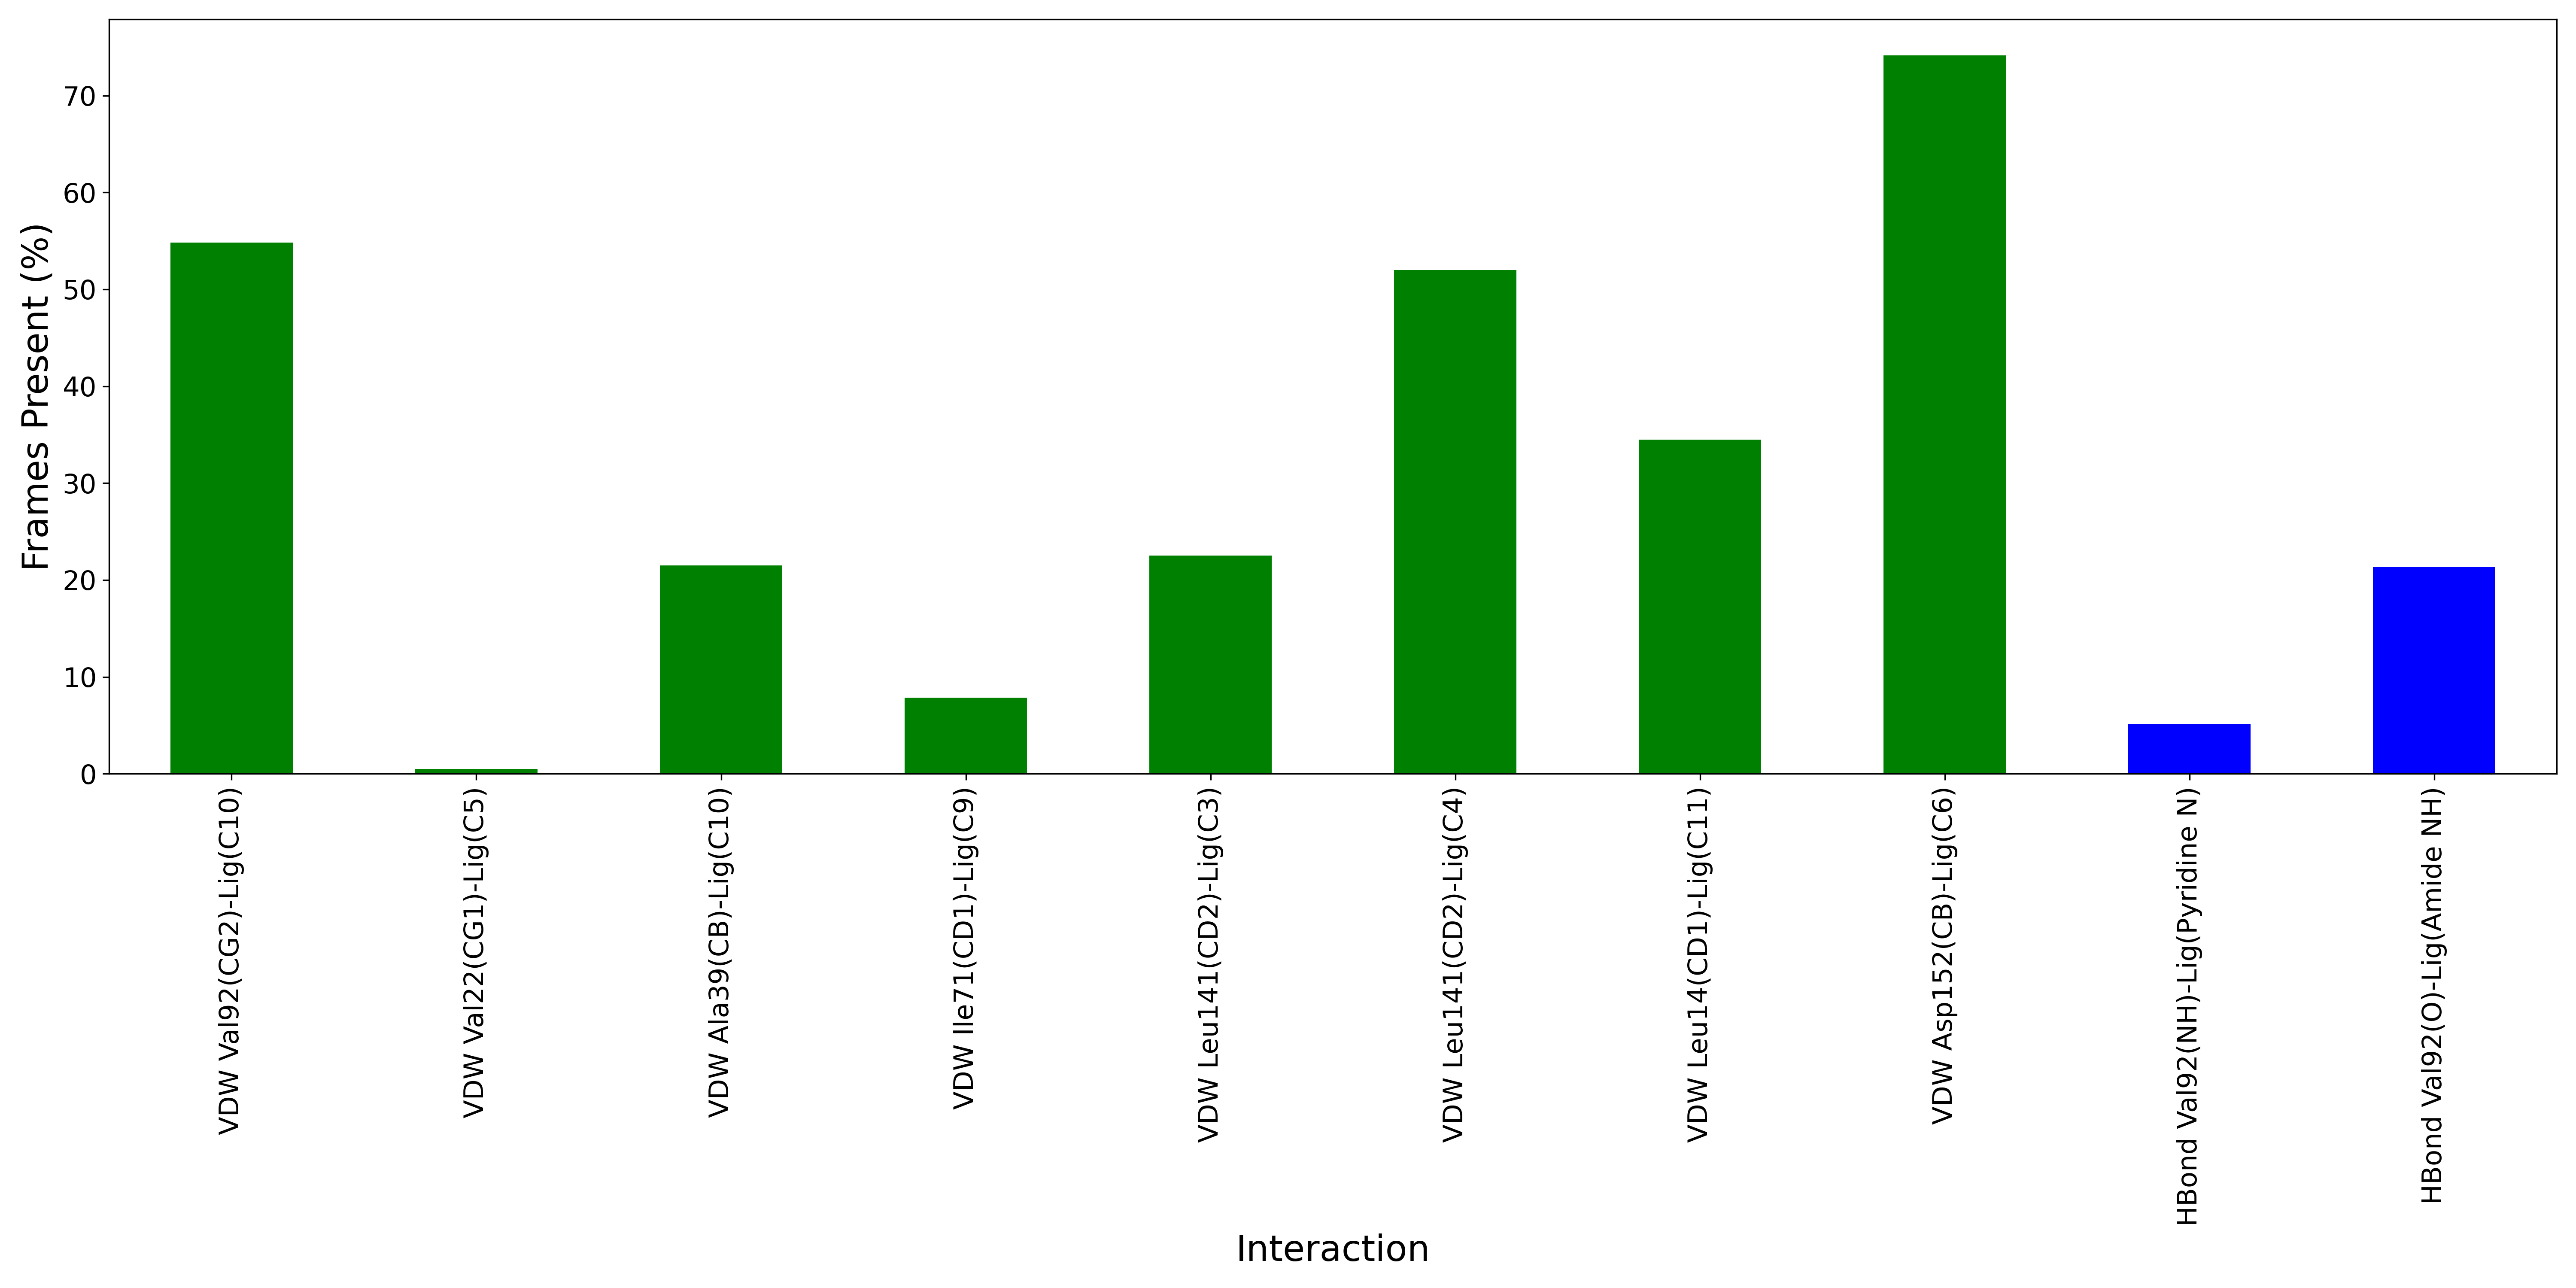 Frames Present (%)
70
60
50
40
30
20
10
0
VDW Val92(CG2)-Lig(C10)
VDW Val22(CG1)-Lig(C5)
VDW Ala39(CB)-Lig(C10)
VDW Ile71(CD1)-Lig(C9)
VDW Leu141(CD2)-Lig(C3)
VDW Leu141(CD2)-Lig(C4)
VDW Leu14(CD1)-Lig(C11)
VDW Asp152(CB)-Lig(C6)
HBond Val92(NH)-Lig(Pyridine N)
HBond Val92(O)-Lig(Amide NH)
Interaction